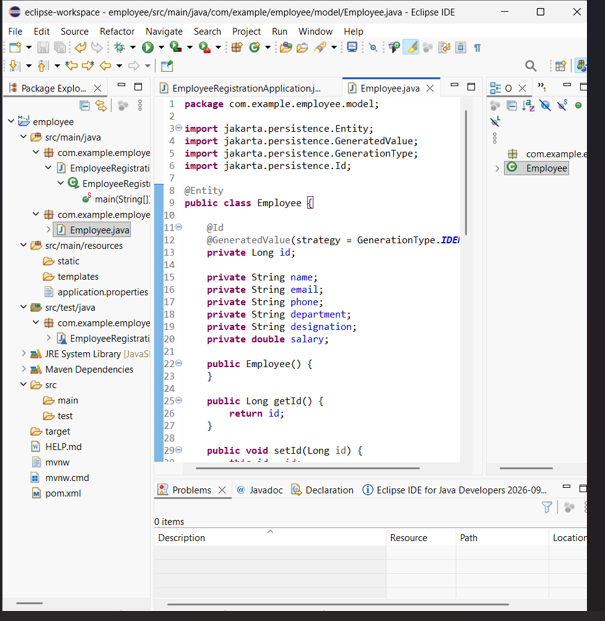 eclipse-workspace - employee/src/main/java/com/example/employee/model/Employee.java - Eclipse IDE
File Edit Source Refactor Navigate Search Project Run Window Help
Package Explo...
employee
src/main/java
com.example.employe
EmployeeRegistrati
EmployeeRegistr
main(String[]
com.example.employe
Employee.java
src/main/resources
static
templates
application.properties
src/test/java
com.example.employe
EmployeeRegistrati
JRE System Library [JavaS
Maven Dependencies
src
main
test
target
HELP.md
mvnw
mvnw.cmd
pom.xml
EmployeeRegistrationApplication.j...
Employee.java
1 package com.example.employee.model;
2
3 import jakarta.persistence.Entity;
4 import jakarta.persistence.GeneratedValue;
5 import jakarta.persistence.GenerationType;
6 import jakarta.persistence.Id;
7
8 @Entity
9 public class Employee {
10
11 @Id
12 @GeneratedValue(strategy = GenerationType.IDE
13 private Long id;
14
15 private String name;
16 private String email;
17 private String phone;
18 private String department;
19 private String designation;
20 private double salary;
21
22 public Employee() {
23 }
24
25 public Long getId() {
26 return id;
27 }
28
29 public void setId(Long id) {
O
com.example.e
Employee
Problems
Javadoc
Declaration
Eclipse IDE for Java Developers 2026-09...
0 items
Description Resource Path Location